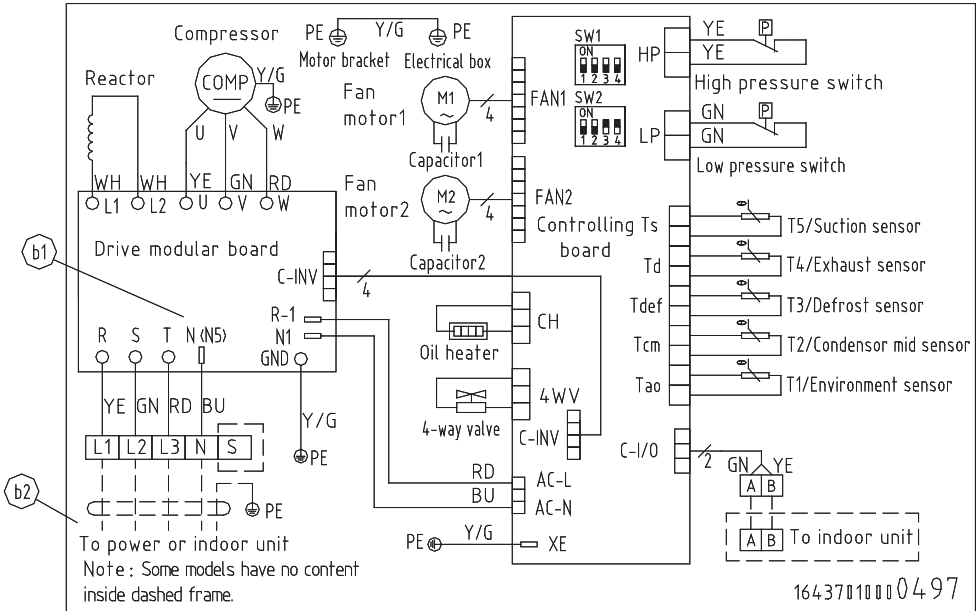 Compressor
Reactor
COMP
Y/G
PE
U V W
WH WH YE GN RD
L1 L2 U V W
Drive modular board
b1
C-INV
4
R-1
N1
GND
R S T N (N5)
YE GN RD BU
Y/G
PE
L1 L2 L3 N S
b2
PE
To power or indoor unit
Note: Some models have no content
inside dashed frame.
PE Y/G PE
Motor bracket Electrical box
Fan
motor1
M1
~
4
FAN1
Capacitor1
Fan
motor2
M2
~
4
FAN2
Capacitor2
SW1
ON
1 2 3 4
SW2
ON
1 2 3 4
Controlling
board
CH
Oil heater
4WV
4-way valve
C-INV
RD AC-L
BU AC-N
PE Y/G XE
HP
YE
YE
P
High pressure switch
LP
GN
GN
P
Low pressure switch
Ts T5/Suction sensor
Td T4/Exhaust sensor
Tdef T3/Defrost sensor
Tcm T2/Condensor mid sensor
Tao T1/Environment sensor
C-I/O
2
GN YE
A B
A B To indoor unit
16437010000497